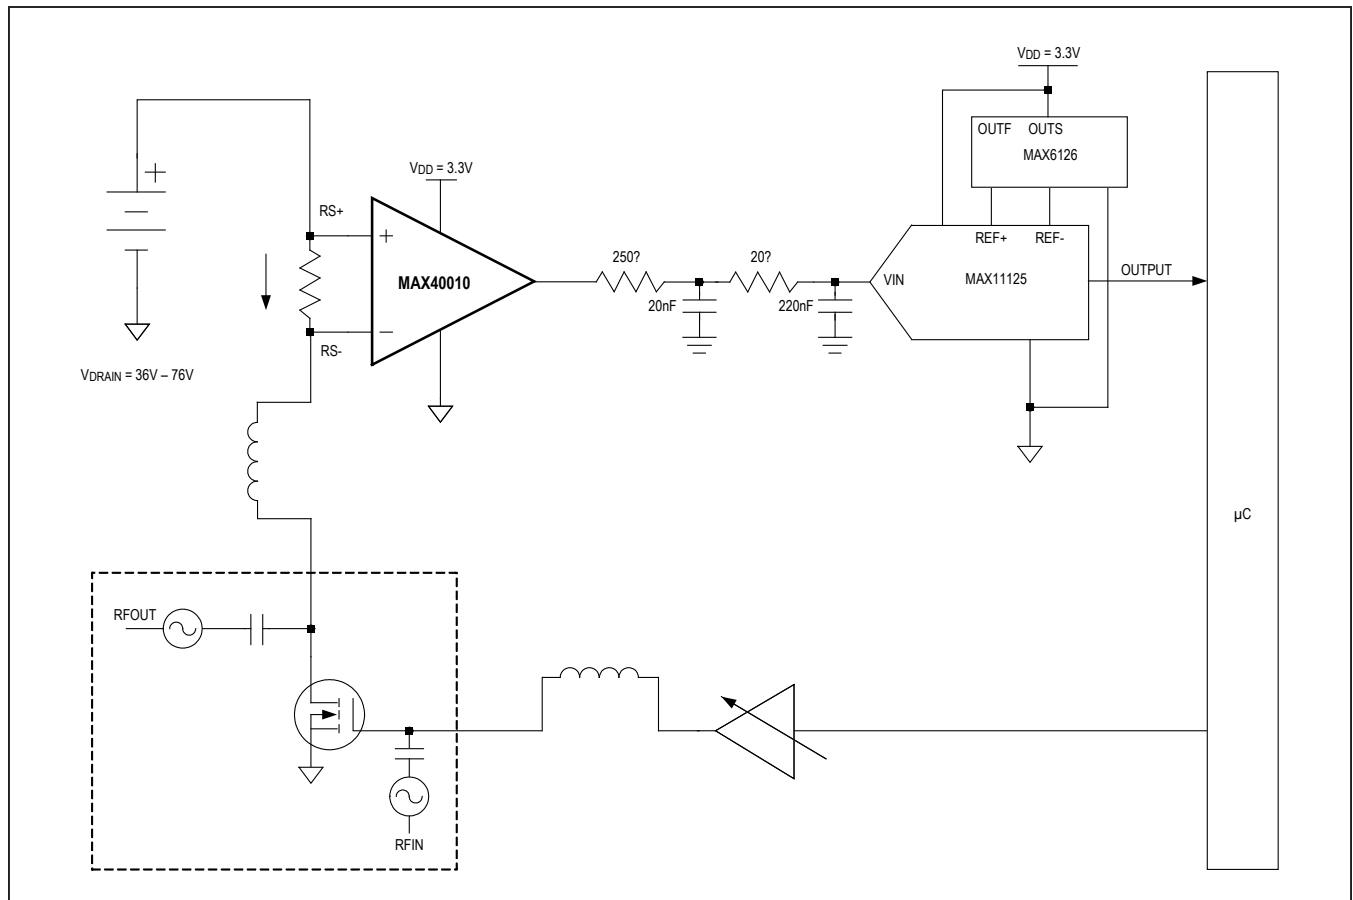 VDD = 3.3V
OUTF OUTS
MAX6126
VDD = 3.3V
RS+
+
+
MAX40010
−
RS-
VDRAIN = 36V – 76V
250?
20nF
20?
220nF
VIN
REF+ REF-
MAX11125
OUTPUT
µC
RFOUT
RFIN